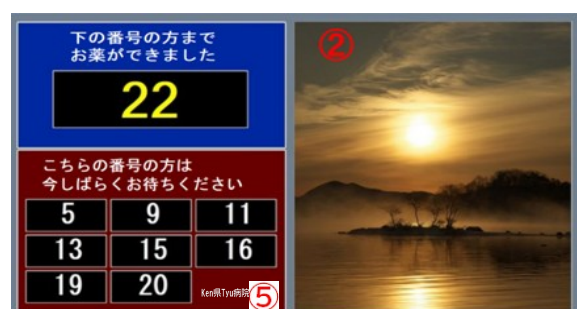 下の番号の方まで
お薬ができました
22
こちらの番号の方は
今しばらくお待ちください
5 9 11
13 15 16
19 20
Ken県Tyu病院
⑤
②